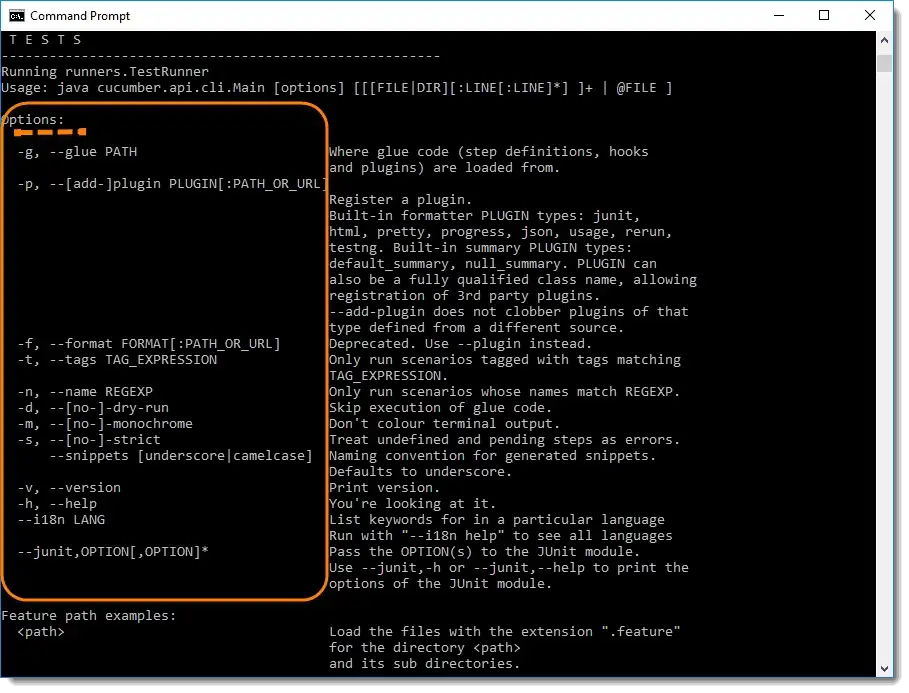 Command Prompt
T E S T S
-------------------------------------------------------
Running runners.TestRunner
Usage: java cucumber.api.cli.Main [options] [[[FILE|DIR][:LINE[:LINE]*] ]+ | @FILE ]
Options:
-g, --glue PATH Where glue code (step definitions, hooks
and plugins) are loaded from.
-p, --[add-]plugin PLUGIN[:PATH_OR_URL]
Register a plugin.
Built-in formatter PLUGIN types: junit,
html, pretty, progress, json, usage, rerun,
testng. Built-in summary PLUGIN types:
default_summary, null_summary. PLUGIN can
also be a fully qualified class name, allowing
registration of 3rd party plugins.
--add-plugin does not clobber plugins of that
type defined from a different source.
-f, --format FORMAT[:PATH_OR_URL] Deprecated. Use --plugin instead.
-t, --tags TAG_EXPRESSION Only run scenarios tagged with tags matching
TAG_EXPRESSION.
-n, --name REGEXP Only run scenarios whose names match REGEXP.
-d, --[no-]-dry-run Skip execution of glue code.
-m, --[no-]-monochrome Don't colour terminal output.
-s, --[no-]-strict Treat undefined and pending steps as errors.
--snippets [underscore|camelcase] Naming convention for generated snippets.
Defaults to underscore.
-v, --version Print version.
-h, --help You're looking at it.
--i18n LANG List keywords for in a particular language
Run with "--i18n help" to see all languages
--junit,OPTION[,OPTION]* Pass the OPTION(s) to the JUnit module.
Use --junit,-h or --junit,--help to print the
options of the JUnit module.
Feature path examples:
<path> Load the files with the extension ".feature"
for the directory <path>
and its sub directories.